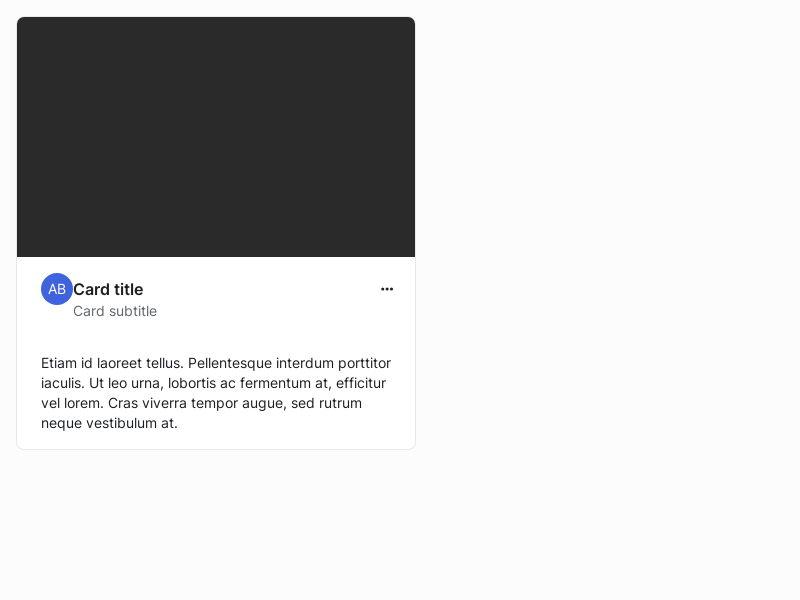 AB
Card title
Card subtitle
Etiam id laoreet tellus. Pellentesque interdum porttitor
iaculis. Ut leo urna, lobortis ac fermentum at, efficitur
vel lorem. Cras viverra tempor augue, sed rutrum
neque vestibulum at.